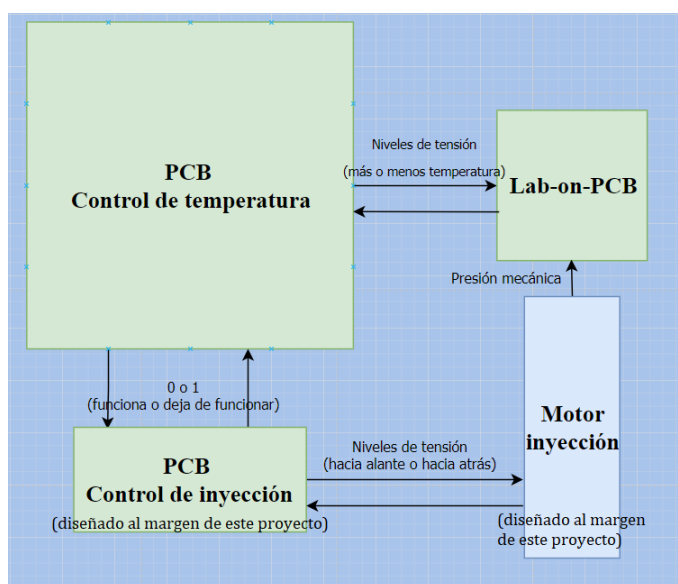 PCB
Control de temperatura
Niveles de tensión
(más o menos temperatura)
Lab-on-PCB
Presión mecánica
0 o 1
(funciona o deja de funcionar)
Motor
inyección
Niveles de tensión
(hacia alante o hacia atrás)
PCB
Control de inyección
(diseñado al margen de este proyecto)
(diseñado al margen
de este proyecto)